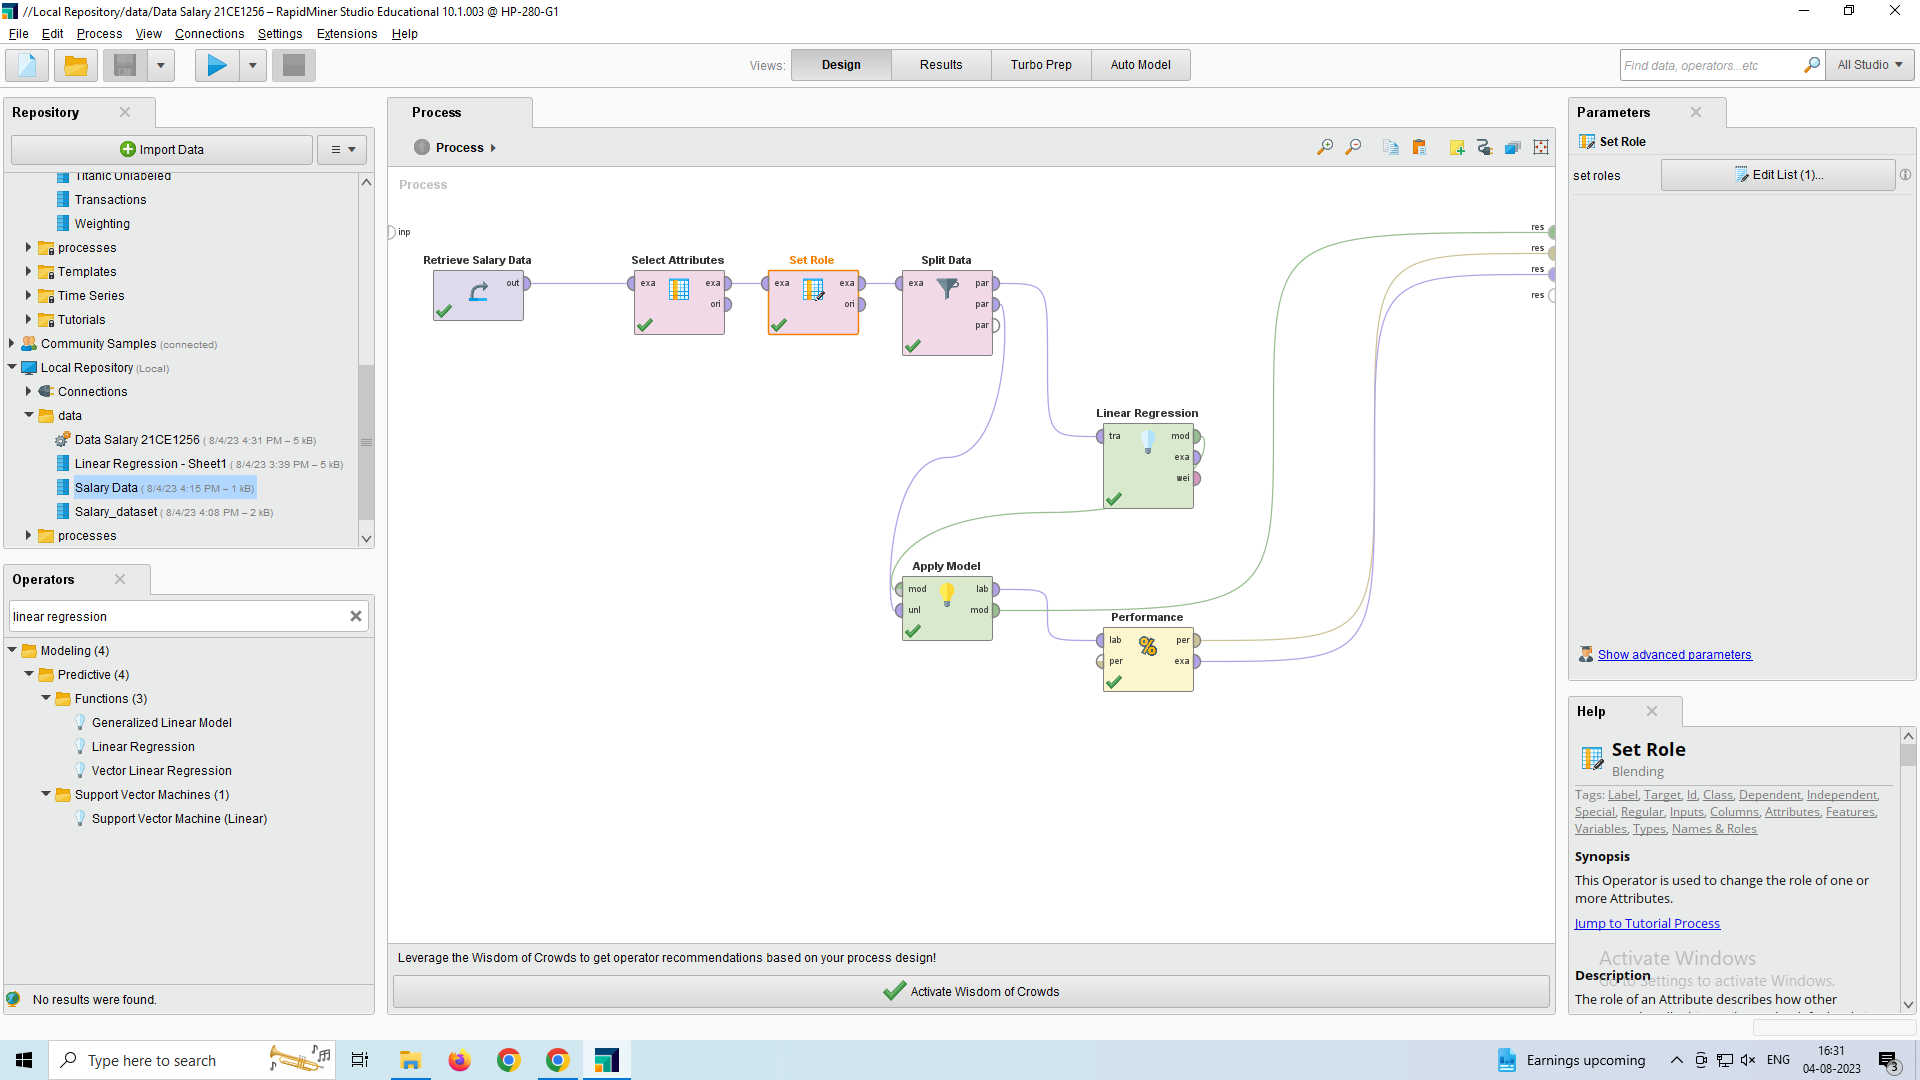 //Local Repository/data/Data Salary 21CE1256 – RapidMiner Studio Educational 10.1.003 @ HP-280-G1
File Edit Process View Connections Settings Extensions Help
Views: Design Results Turbo Prep Auto Model
Find data, operators...etc All Studio
Repository
Import Data
Titanic Unlabeled
Transactions
Weighting
processes
Templates
Time Series
Tutorials
Community Samples (connected)
Local Repository (Local)
Connections
data
Data Salary 21CE1256 ( 8/4/23 4:31 PM – 5 kB)
Linear Regression - Sheet1 ( 8/4/23 3:39 PM – 5 kB)
Salary Data ( 8/4/23 4:15 PM – 1 kB)
Salary_dataset ( 8/4/23 4:08 PM – 2 kB)
processes
Operators
linear regression
Modeling (4)
Predictive (4)
Functions (3)
Generalized Linear Model
Linear Regression
Vector Linear Regression
Support Vector Machines (1)
Support Vector Machine (Linear)
No results were found.
Process
Process
Process
inp
Retrieve Salary Data
out
Select Attributes
exa exa
ori
Set Role
exa exa
ori
Split Data
exa par
par
par
Linear Regression
tra mod
exa
wei
Apply Model
mod lab
unl mod
Performance
lab per
per exa
res
res
res
res
Leverage the Wisdom of Crowds to get operator recommendations based on your process design!
Activate Wisdom of Crowds
Parameters
Set Role
set roles Edit List (1)...
Show advanced parameters
Help
Set Role
Blending
Tags: Label, Target, Id, Class, Dependent, Independent,
Special, Regular, Inputs, Columns, Attributes, Features,
Variables, Types, Names & Roles
Synopsis
This Operator is used to change the role of one or
more Attributes.
Jump to Tutorial Process
Activate Windows
Go to Settings to activate Windows.
Description
The role of an Attribute describes how other
Type here to search
Earnings upcoming
ENG
16:31
04-08-2023
3